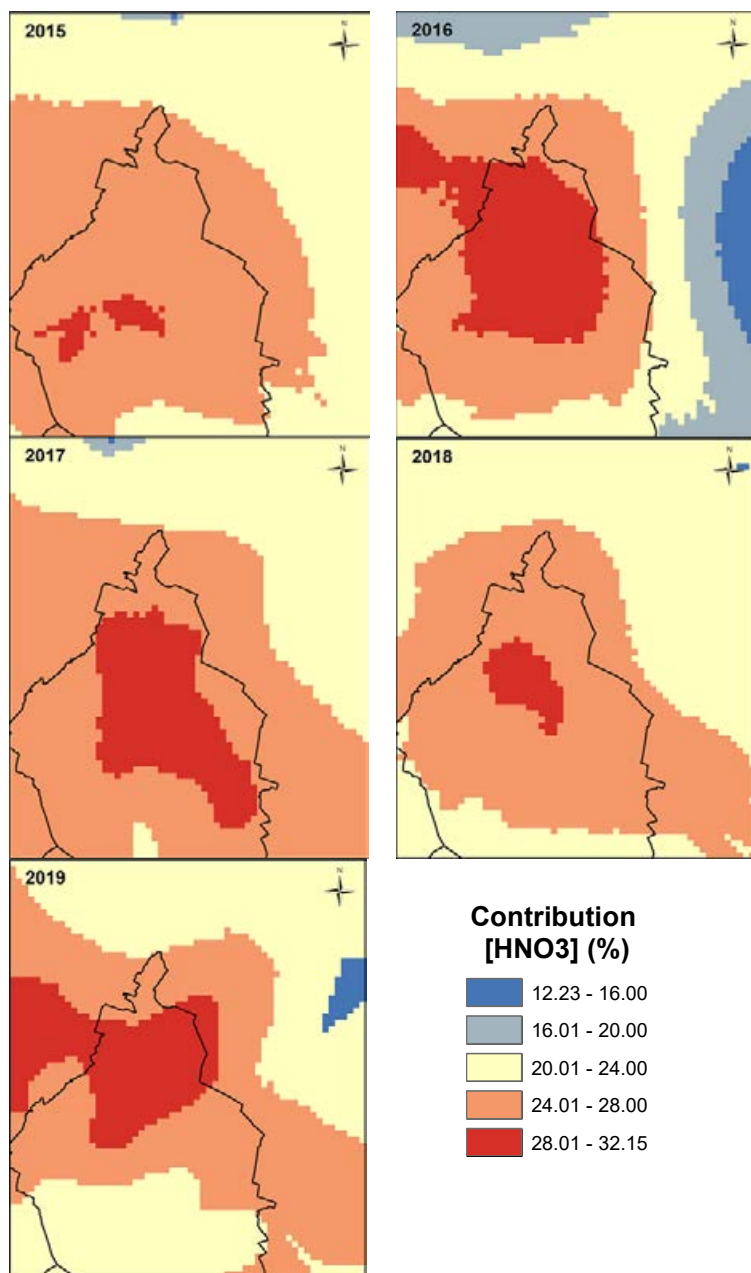 2015
N
2016
N
2017
N
2018
N
2019
N
Contribution
[HNO3] (%)
12.23 - 16.00
16.01 - 20.00
20.01 - 24.00
24.01 - 28.00
28.01 - 32.15